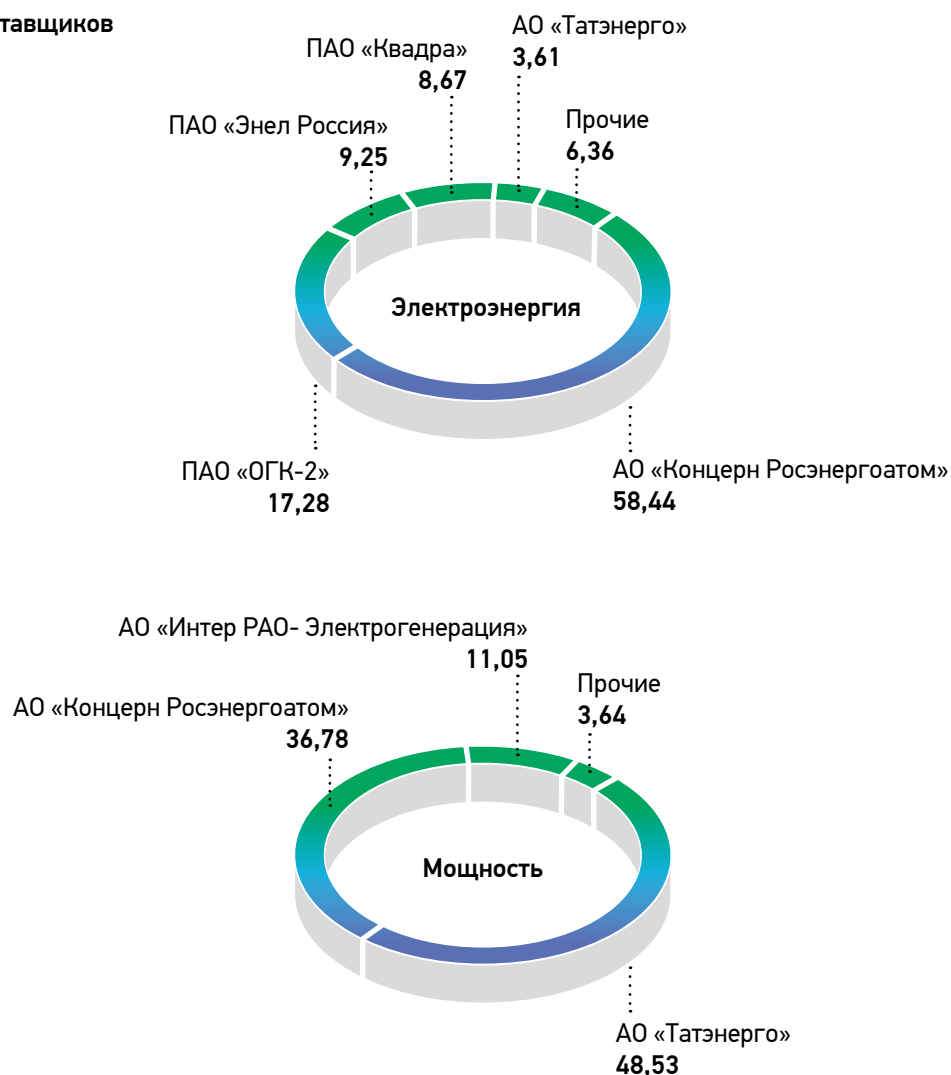 тавщиков
АО «Татэнерго»
3,61
ПАО «Квадра»
8,67
ПАО «Энел Россия»
9,25
Прочие
6,36
Электроэнергия
ПАО «ОГК-2»
17,28
АО «Концерн Росэнергоатом»
58,44
АО «Интер РАО- Электрогенерация»
11,05
Прочие
3,64
АО «Концерн Росэнергоатом»
36,78
Мощность
АО «Татэнерго»
48,53